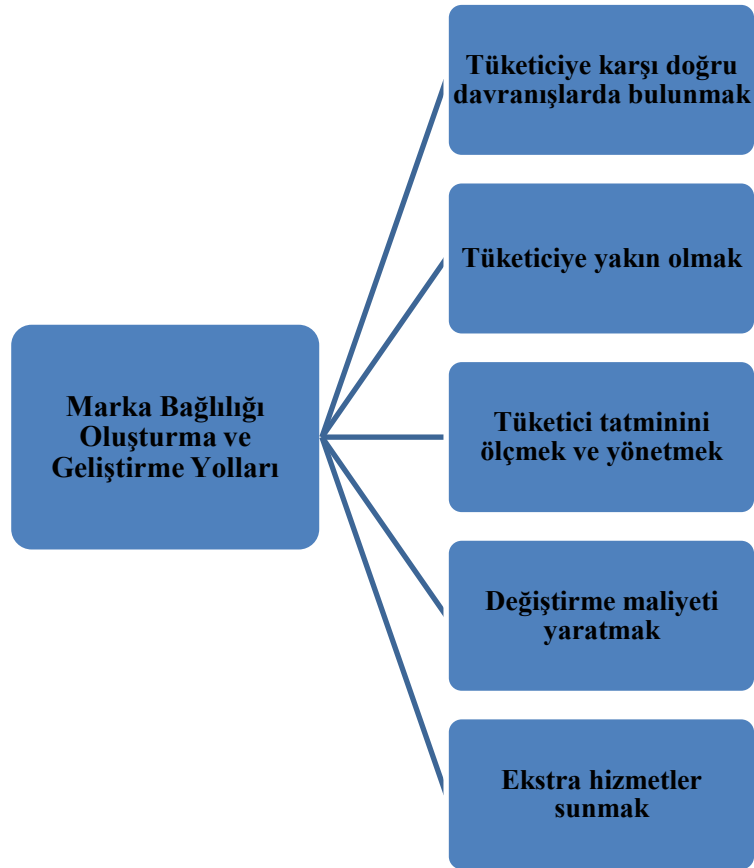 Marka Bağlılığı
Oluşturma ve
Geliştirme Yolları
Tüketiciye karşı doğru
davranışlarda bulunmak
Tüketiciye yakın olmak
Tüketici tatminini
ölçmek ve yönetmek
Değiştirme maliyeti
yaratmak
Ekstra hizmetler
sunmak